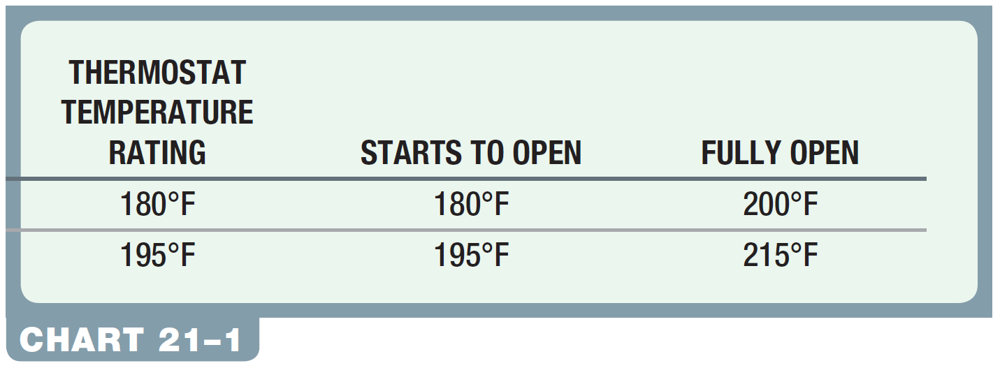 THERMOSTAT
TEMPERATURE
RATING STARTS TO OPEN FULLY OPEN
180°F 180°F 200°F
195°F 195°F 215°F
CHART 21–1